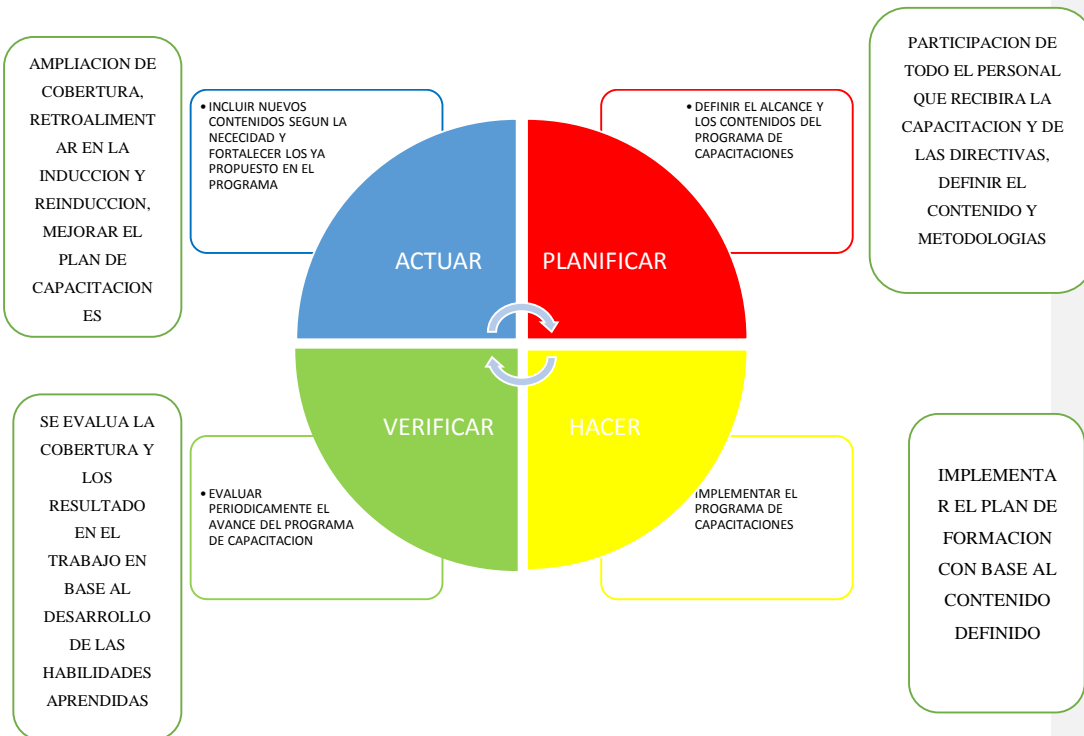 AMPLIACION DE
COBERTURA,
RETROALIMENT
AR EN LA
INDUCCION Y
REINDUCCION,
MEJORAR EL
PLAN DE
CAPACITACION
ES
• INCLUIR NUEVOS
CONTENIDOS SEGUN LA
NECECIDAD Y
FORTALECER LOS YA
PROPUESTO EN EL
PROGRAMA
• DEFINIR EL ALCANCE Y
LOS CONTENIDOS DEL
PROGRAMA DE
CAPACITACIONES
PARTICIPACION DE
TODO EL PERSONAL
QUE RECIBIRA LA
CAPACITACION Y DE
LAS DIRECTIVAS,
DEFINIR EL
CONTENIDO Y
METODOLOGIAS
ACTUAR
PLANIFICAR
VERIFICAR
HACER
SE EVALUA LA
COBERTURA Y
LOS
RESULTADO
EN EL
TRABAJO EN
BASE AL
DESARROLLO
DE LAS
HABILIDADES
APRENDIDAS
• EVALUAR
PERIODICAMENTE EL
AVANCE DEL PROGRAMA
DE CAPACITACION
IMPLEMENTAR EL
PROGRAMA DE
CAPACITACIONES
IMPLEMENTA
R EL PLAN DE
FORMACION
CON BASE AL
CONTENIDO
DEFINIDO